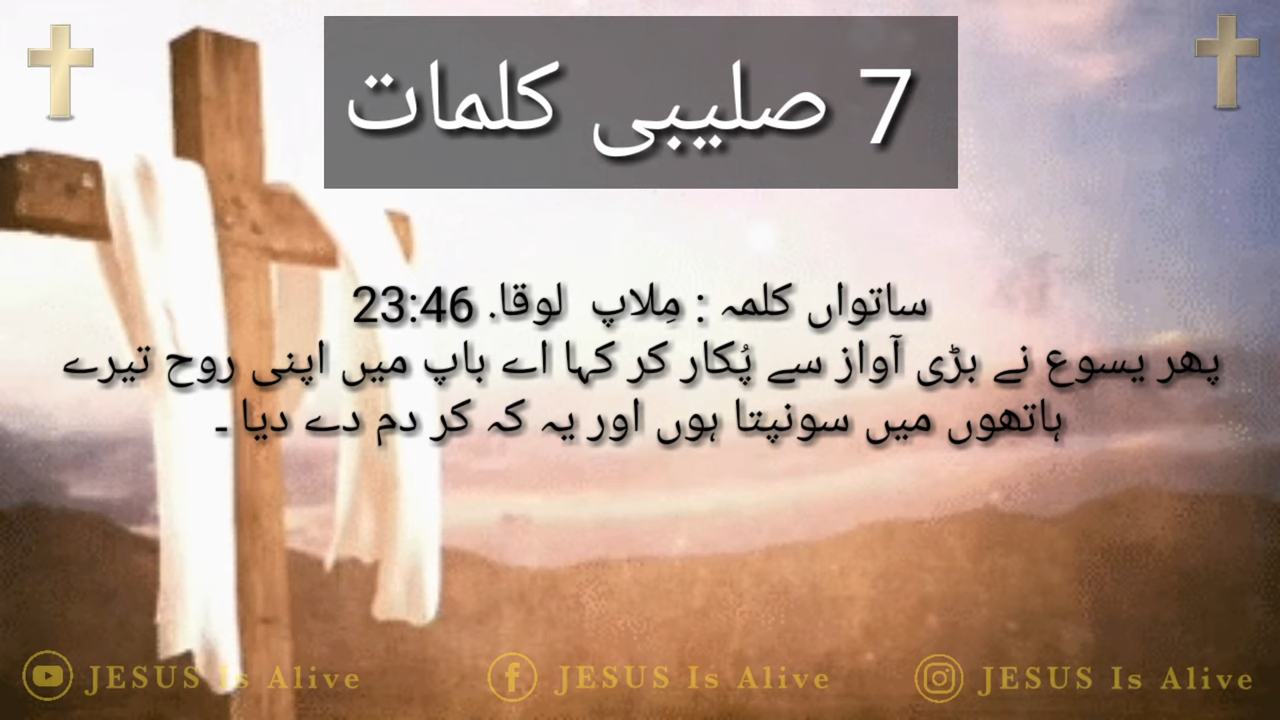 7 صلیبی کلمات
ساتواں کلمہ : مِلاپ لوقا. 23:46
پھر یسوع نے بڑی آواز سے پُکار کر کہا اے باپ میں اپنی روح تیرے
ہاتھوں میں سونپتا ہوں اور یہ کہ کر دم دے دیا ۔
JESUS Is Alive
JESUS Is Alive
JESUS Is Alive